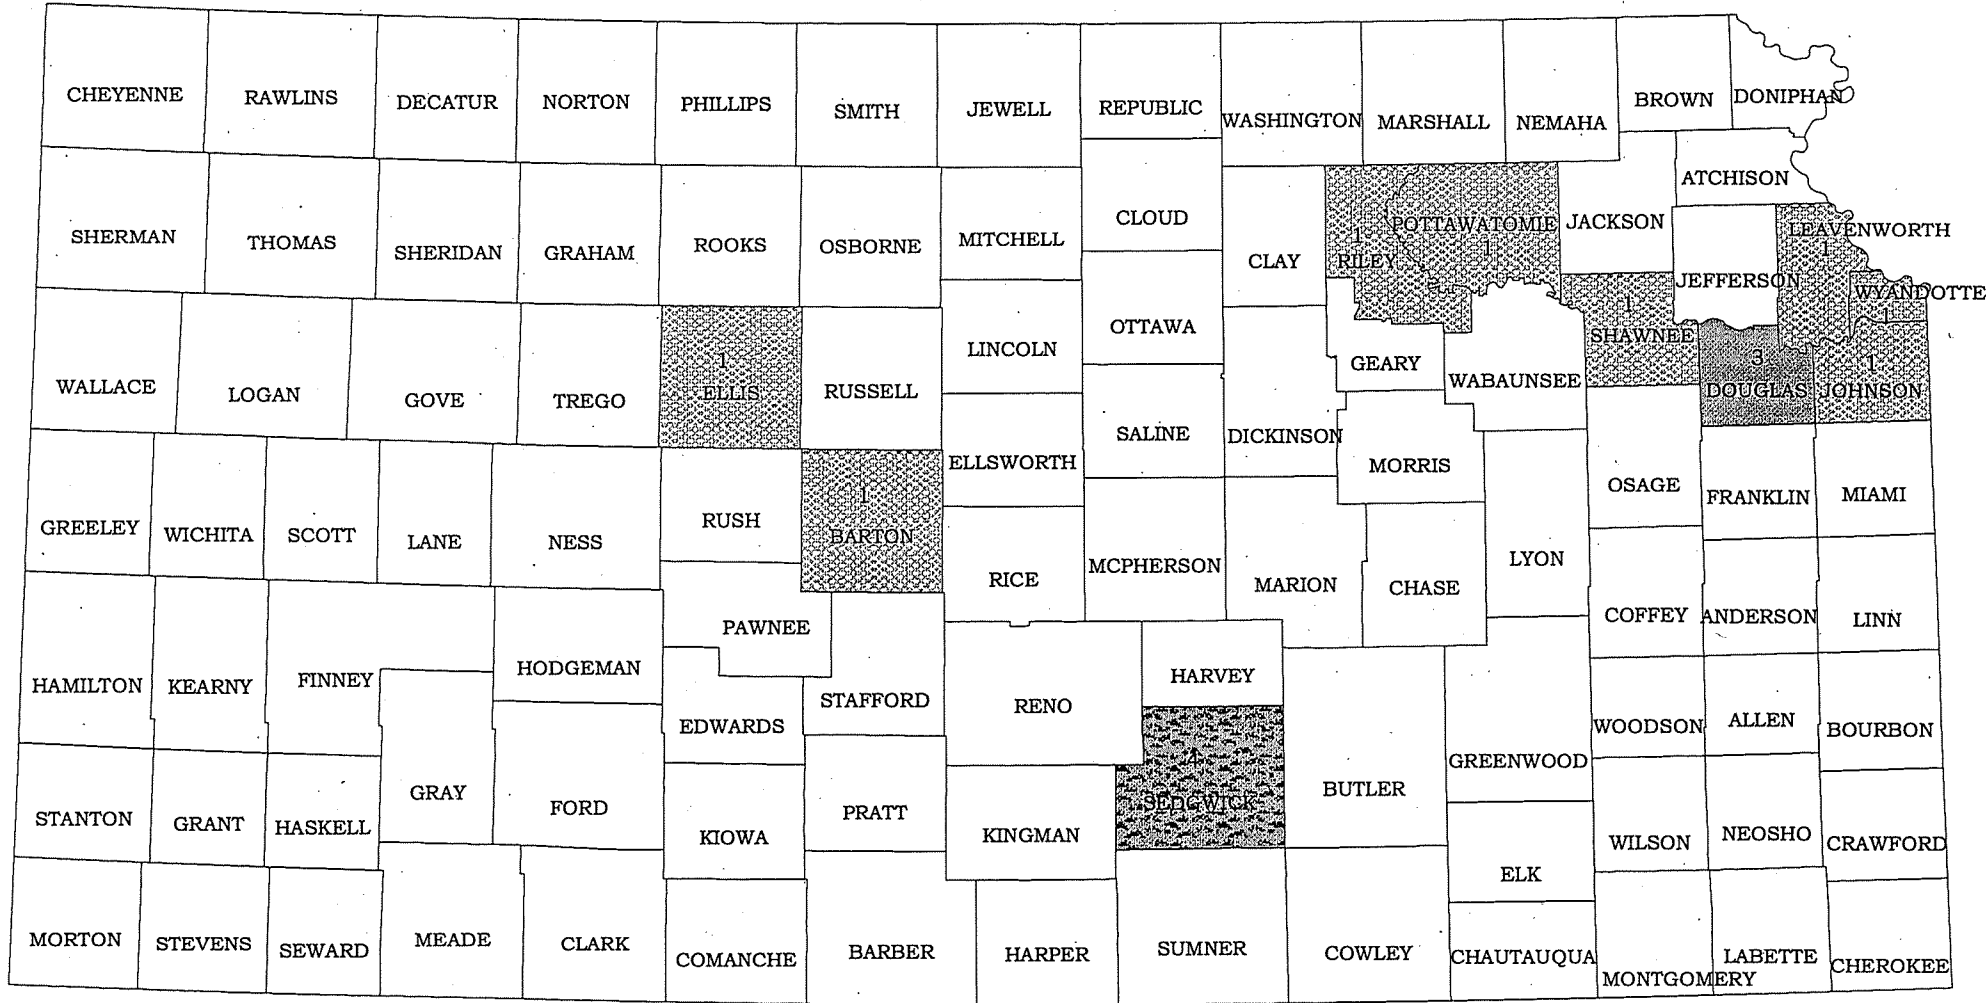 CHEYENNE
RAWLINS
DECATUR
NORTON
PHILLIPS
SMITH
JEWELL
REPUBLIC
WASHINGTON
MARSHALL
NEMAHA
BROWN
DONIPHAN
SHERMAN
THOMAS
SHERIDAN
GRAHAM
ROOKS
OSBORNE
MITCHELL
CLOUD
CLAY
1
RILEY
POTTAWATOMIE
1
JACKSON
ATCHISON
JEFFERSON
LEAVENWORTH
1
WYANDOTTE
1
WALLACE
LOGAN
GOVE
TREGO
1
ELLIS
RUSSELL
LINCOLN
OTTAWA
SALINE
DICKINSON
GEARY
WABAUNSEE
1
SHAWNEE
3
DOUGLAS
1
JOHNSON
GREELEY
WICHITA
SCOTT
LANE
NESS
RUSH
1
BARTON
ELLSWORTH
RICE
MCPHERSON
MARION
MORRIS
CHASE
LYON
OSAGE
FRANKLIN
MIAMI
HAMILTON
KEARNY
FINNEY
HODGEMAN
PAWNEE
EDWARDS
STAFFORD
RENO
HARVEY
COFFEY
ANDERSON
LINN
STANTON
GRANT
HASKELL
GRAY
FORD
KIOWA
PRATT
KINGMAN
SEDGWICK
BUTLER
GREENWOOD
WOODSON
ALLEN
BOURBON
WILSON
NEOSHO
CRAWFORD
MORTON
STEVENS
SEWARD
MEADE
CLARK
COMANCHE
BARBER
HARPER
SUMNER
COWLEY
ELK
CHAUTAUQUA
MONTGOMERY
LABETTE
CHEROKEE